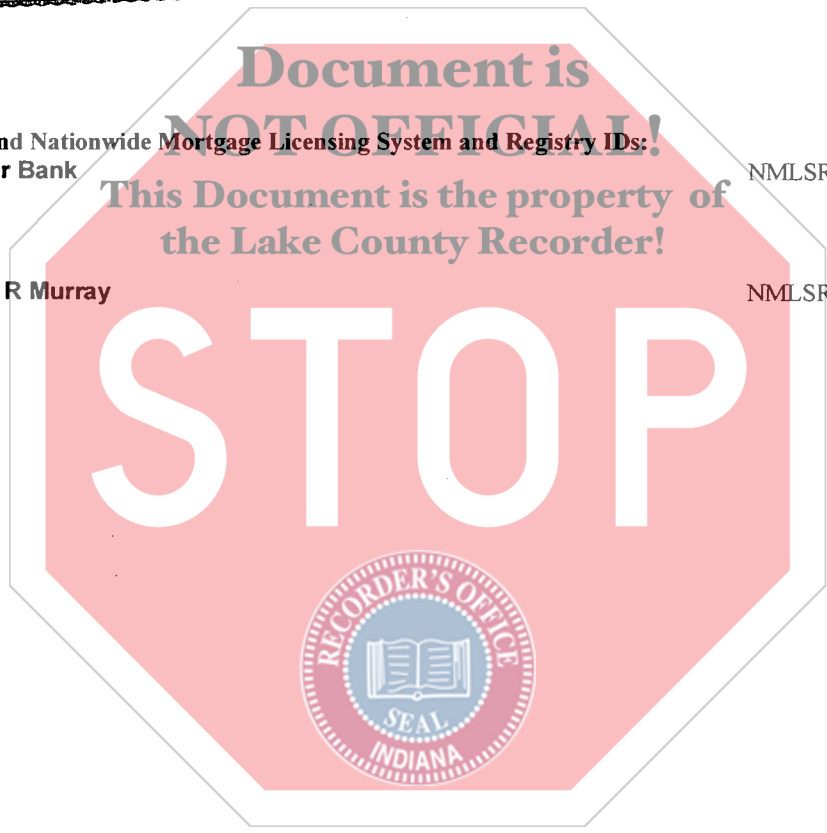 Document is
NOT OFFICIAL!
nd Nationwide Mortgage Licensing System and Registry IDs:
r Bank NMLSR
This Document is the property of
the Lake County Recorder!
R Murray NMLSR
STOP
RECORDER'S OFFICE
SEAL
INDIANA